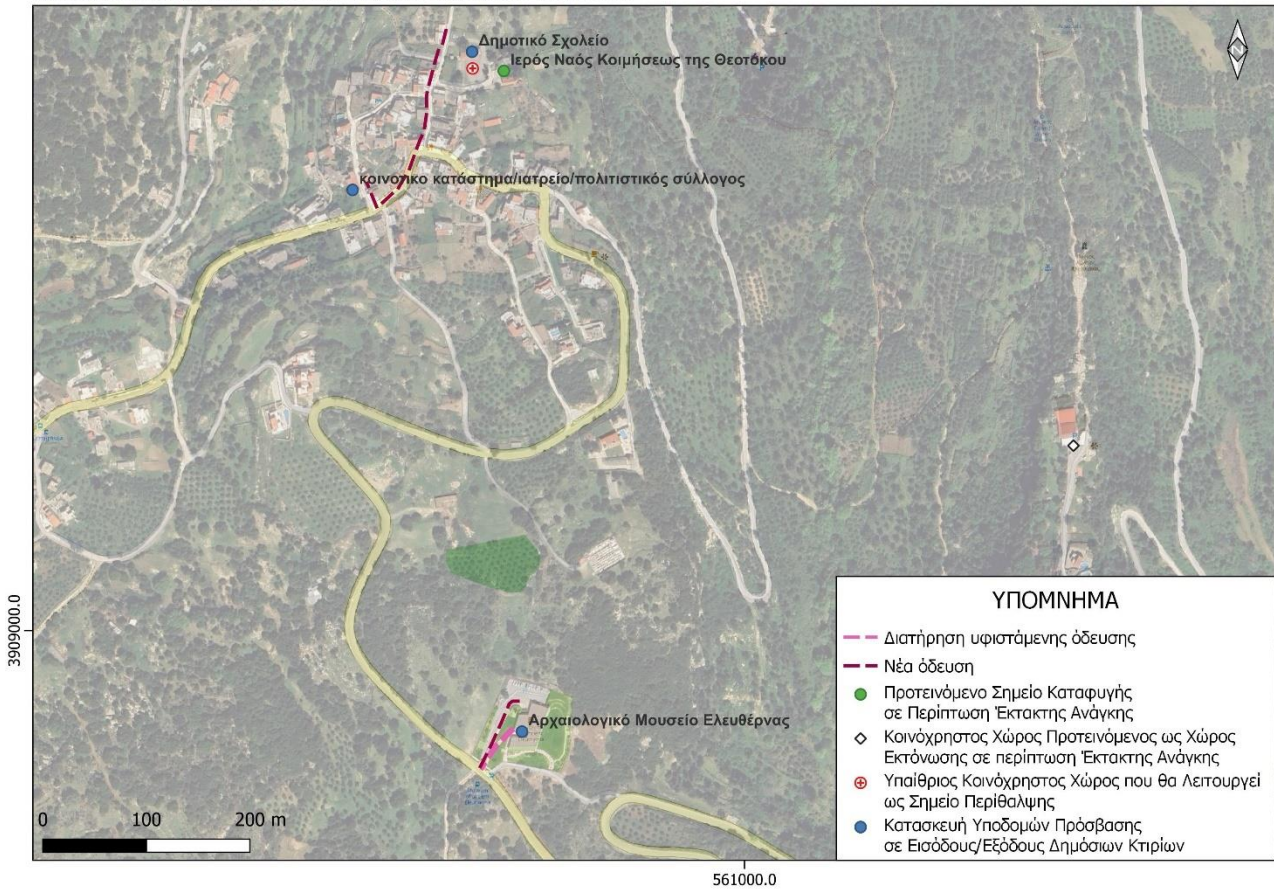 Δημοτικό Σχολείο
Ιερός Ναός Κοιμήσεως της Θεοτόκου
κοινοτικο κατάστημα/ιατρείο/πολιτιστικός σύλλογος
N
3909000.0
Αρχαιολογικό Μουσείο Ελευθέρνας
0 100 200 m
561000.0
ΥΠΟΜΝΗΜΑ
Διατήρηση υφιστάμενης όδευσης
Νέα όδευση
Προτεινόμενο Σημείο Καταφυγής
σε Περίπτωση Έκτακτης Ανάγκης
Κοινόχρηστος Χώρος Προτεινόμενος ως Χώρος
Εκτόνωσης σε περίπτωση Έκτακτης Ανάγκης
Υπαίθριος Κοινόχρηστος Χώρος που θα Λειτουργεί
ως Σημείο Περίθαλψης
Κατασκευή Υποδομών Πρόσβασης
σε Εισόδους/Εξόδους Δημόσιων Κτιρίων